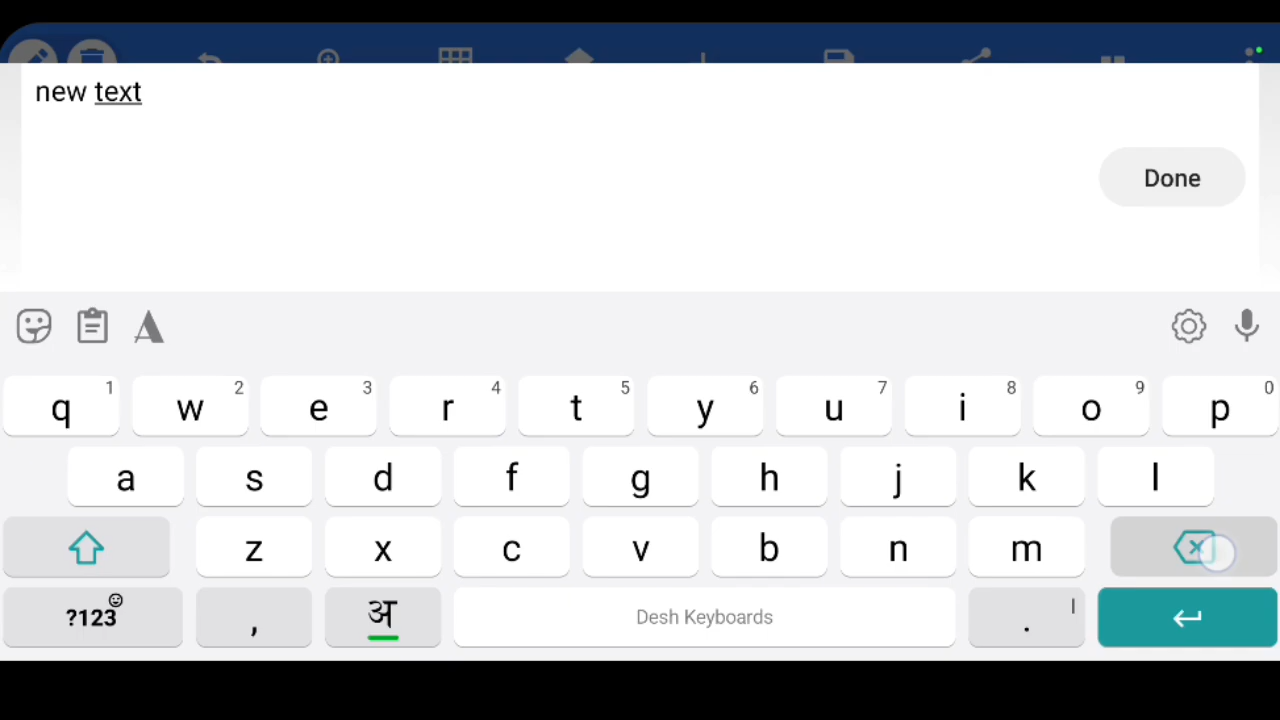 new text
Done
q 1 w 2 e 3 r 4 t 5 y 6 u 7 i 8 o 9 p 0
a s d f g h j k l
z x c v b n m
?123 , अ Desh Keyboards . |